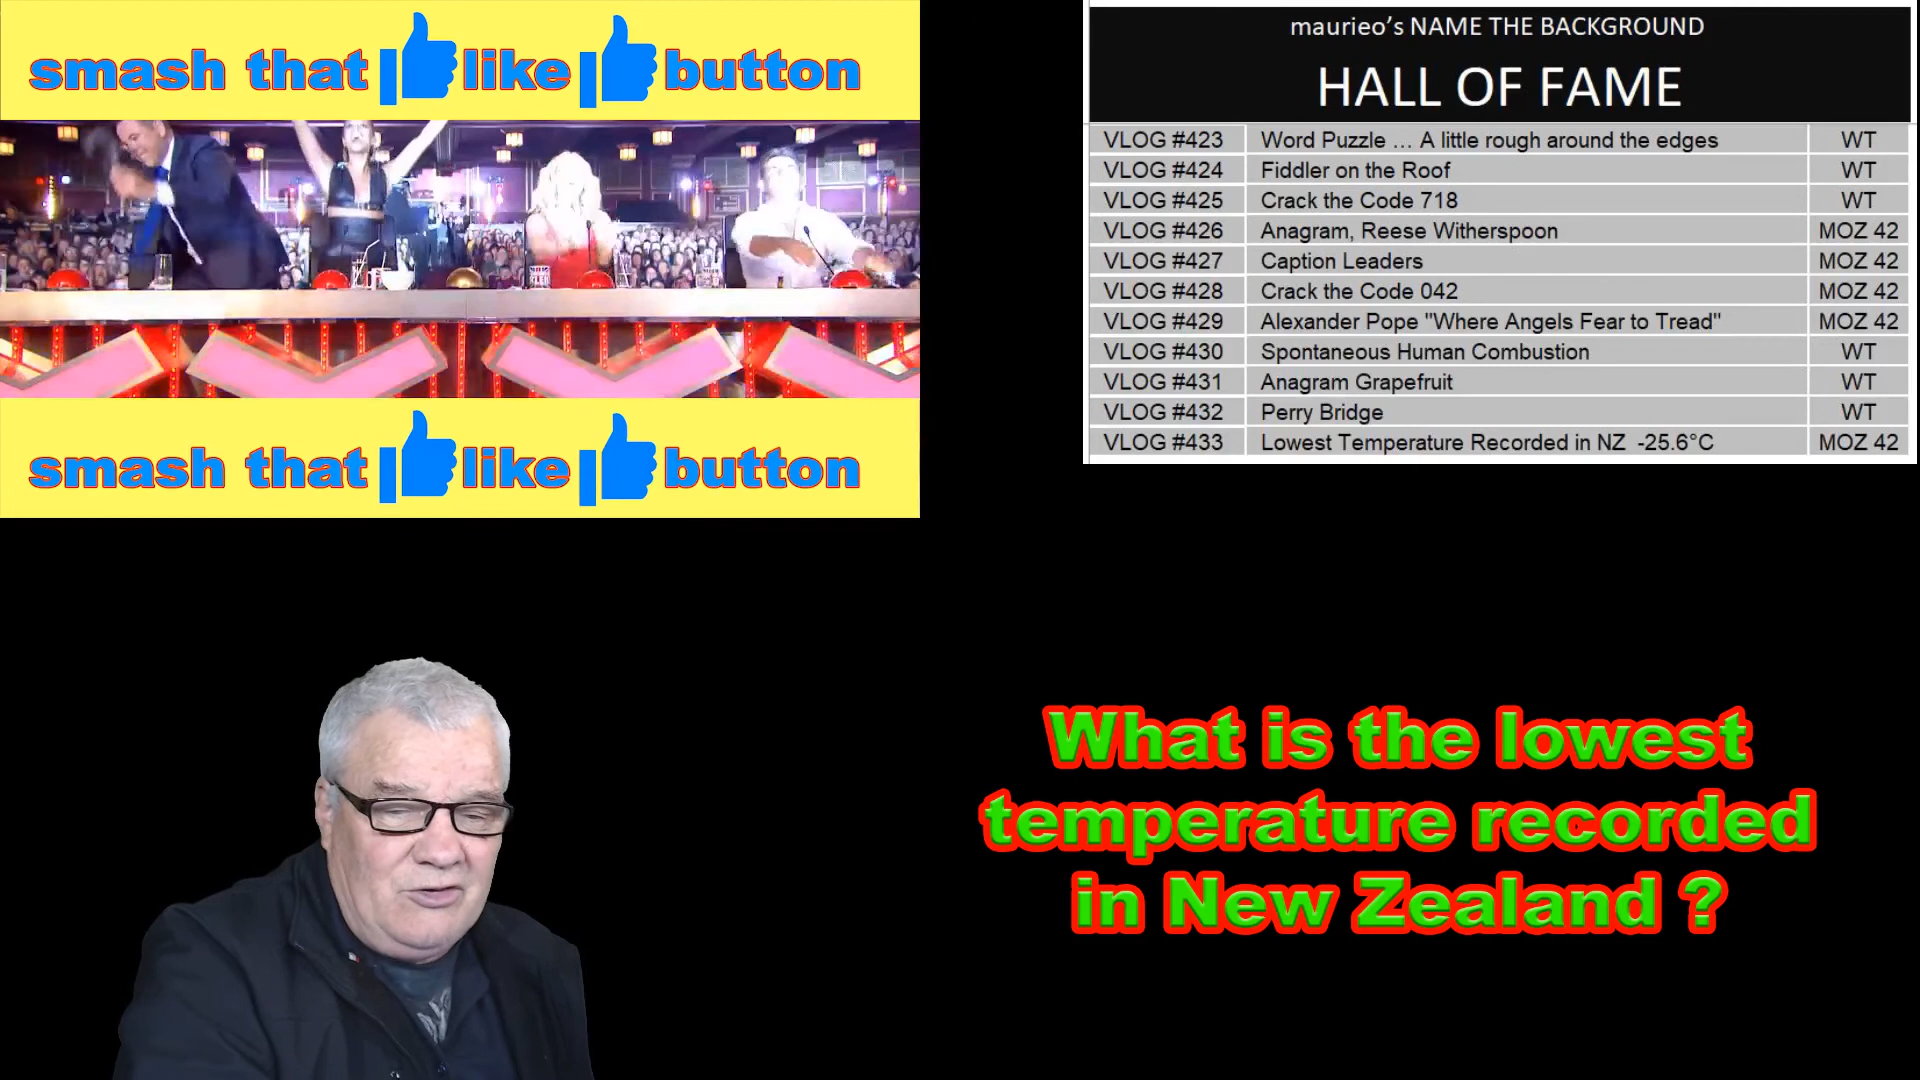 smash that like button
smash that like button
maurieo’s NAME THE BACKGROUND
HALL OF FAME
VLOG #423 Word Puzzle … A little rough around the edges WT
VLOG #424 Fiddler on the Roof WT
VLOG #425 Crack the Code 718 WT
VLOG #426 Anagram, Reese Witherspoon MOZ 42
VLOG #427 Caption Leaders MOZ 42
VLOG #428 Crack the Code 042 MOZ 42
VLOG #429 Alexander Pope "Where Angels Fear to Tread" MOZ 42
VLOG #430 Spontaneous Human Combustion WT
VLOG #431 Anagram Grapefruit WT
VLOG #432 Perry Bridge WT
VLOG #433 Lowest Temperature Recorded in NZ -25.6°C MOZ 42
What is the lowest
temperature recorded
in New Zealand ?